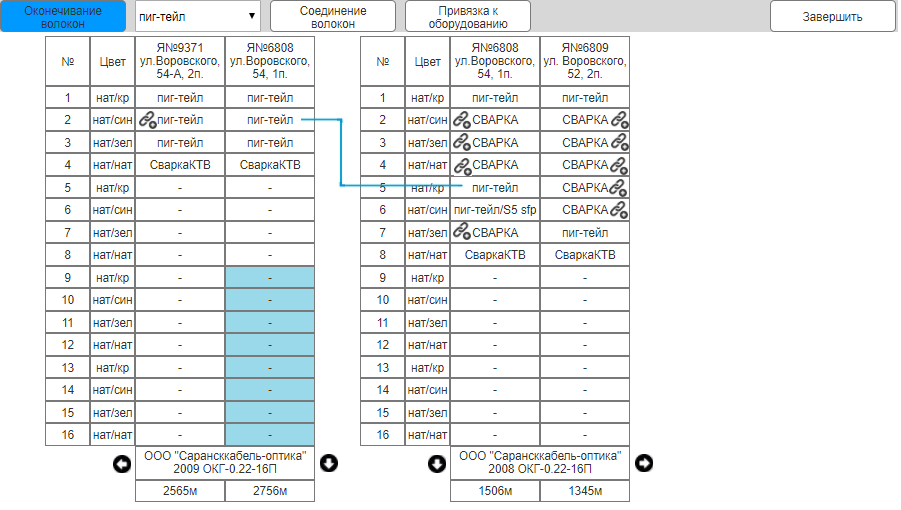 Оконечивание
волокон
пиг-тейл
Соединение
волокон
Привязка к
оборудованию
Завершить
№ Цвет Я№9371 ул.Воровского, 54-А, 2п. Я№6808 ул.Воровского, 54, 1п.
1 нат/кр пиг-тейл пиг-тейл
2 нат/син пиг-тейл пиг-тейл
3 нат/зел пиг-тейл пиг-тейл
4 нат/нат СваркаКТВ СваркаКТВ
5 нат/кр - -
6 нат/син - -
7 нат/зел - -
8 нат/нат - -
9 нат/кр - -
10 нат/син - -
11 нат/зел - -
12 нат/нат - -
13 нат/кр - -
14 нат/син - -
15 нат/зел - -
16 нат/нат - -
ООО "Сарансккабель-оптика"
2009 ОКГ-0.22-16П
2565м 2756м
№ Цвет Я№6808 ул.Воровского, 54, 1п. Я№6809 ул. Воровского, 52, 2п.
1 нат/кр пиг-тейл пиг-тейл
2 нат/син СВАРКА СВАРКА
3 нат/зел СВАРКА СВАРКА
4 нат/нат СВАРКА СВАРКА
5 нат/кр пиг-тейл СВАРКА
6 нат/син пиг-тейл/S5 sfp СВАРКА
7 нат/зел СВАРКА пиг-тейл
8 нат/нат СваркаКТВ СваркаКТВ
9 нат/кр - -
10 нат/син - -
11 нат/зел - -
12 нат/нат - -
13 нат/кр - -
14 нат/син - -
15 нат/зел - -
16 нат/нат - -
ООО "Сарансккабель-оптика"
2008 ОКГ-0.22-16П
1506м 1345м